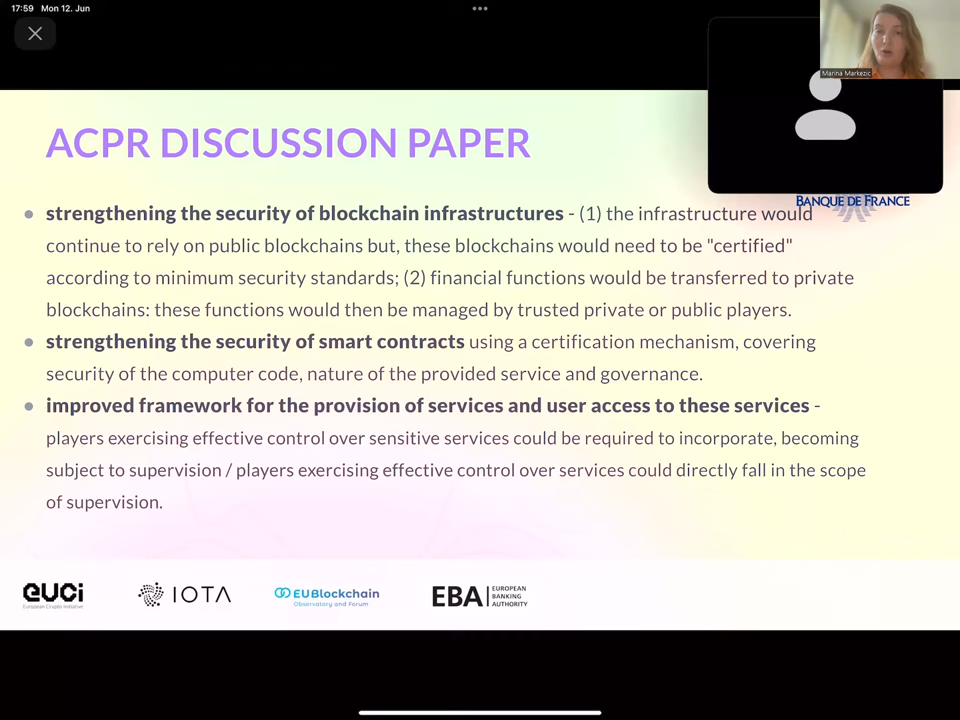 17:59 Mon 12. Jun
Marina Markezic
ACPR DISCUSSION PAPER
BANQUE DE FRANCE
● strengthening the security of blockchain infrastructures - (1) the infrastructure would
continue to rely on public blockchains but, these blockchains would need to be "certified"
according to minimum security standards; (2) financial functions would be transferred to private
blockchains: these functions would then be managed by trusted private or public players.
● strengthening the security of smart contracts using a certification mechanism, covering
security of the computer code, nature of the provided service and governance.
● improved framework for the provision of services and user access to these services -
players exercising effective control over sensitive services could be required to incorporate, becoming
subject to supervision / players exercising effective control over services could directly fall in the scope
of supervision.
EUCi
European Crypto Initiative
IOTA
EUBlockchain
Observatory and Forum
EBA
EUROPEAN
BANKING
AUTHORITY